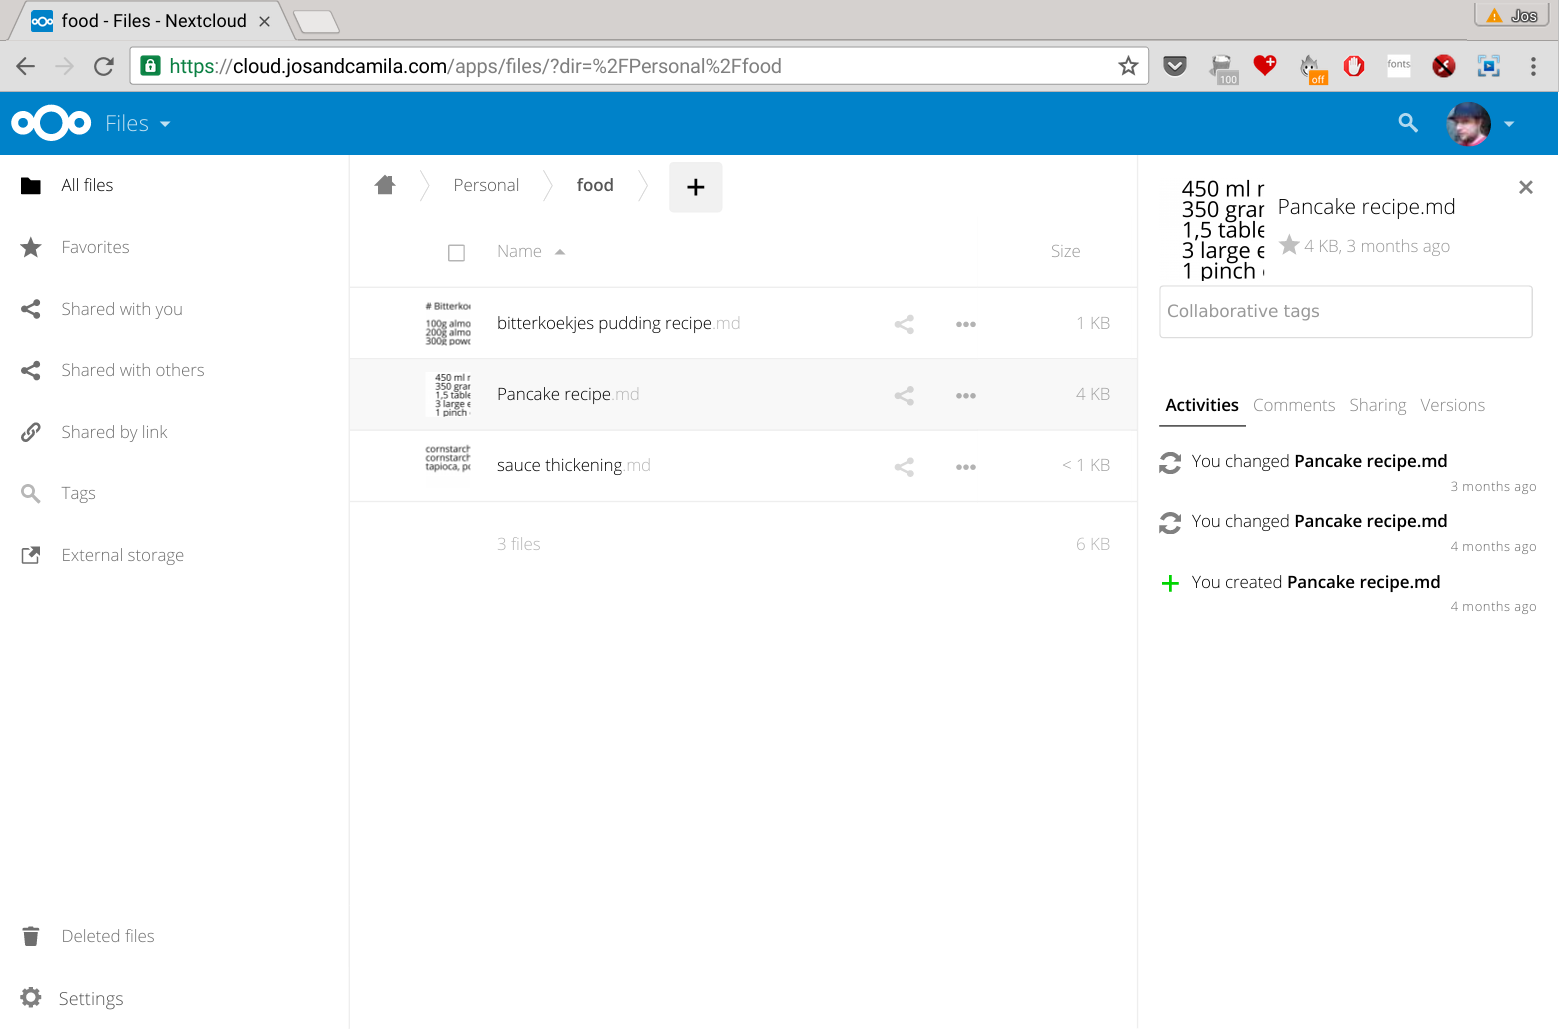 food - Files - Nextcloud
Jos
https://cloud.josandcamila.com/apps/files/?dir=%2FPersonal%2Ffood
100
off
fonts
Files
All files
Favorites
Shared with you
Shared with others
Shared by link
Tags
External storage
Deleted files
Settings
Personal
food
Name
Size
# Bitterko
100g almo
200g almo
300g powd
bitterkoekjes pudding recipe.md
1 KB
450 ml r
350 gran
1,5 table
3 large e
1 pinch
Pancake recipe.md
4 KB
cornstarch
cornstarch
tapioca, po
sauce thickening.md
< 1 KB
3 files
6 KB
450 ml r
350 gran
1,5 table
3 large e
1 pinch
Pancake recipe.md
4 KB, 3 months ago
Collaborative tags
Activities Comments Sharing Versions
You changed Pancake recipe.md
3 months ago
You changed Pancake recipe.md
4 months ago
You created Pancake recipe.md
4 months ago